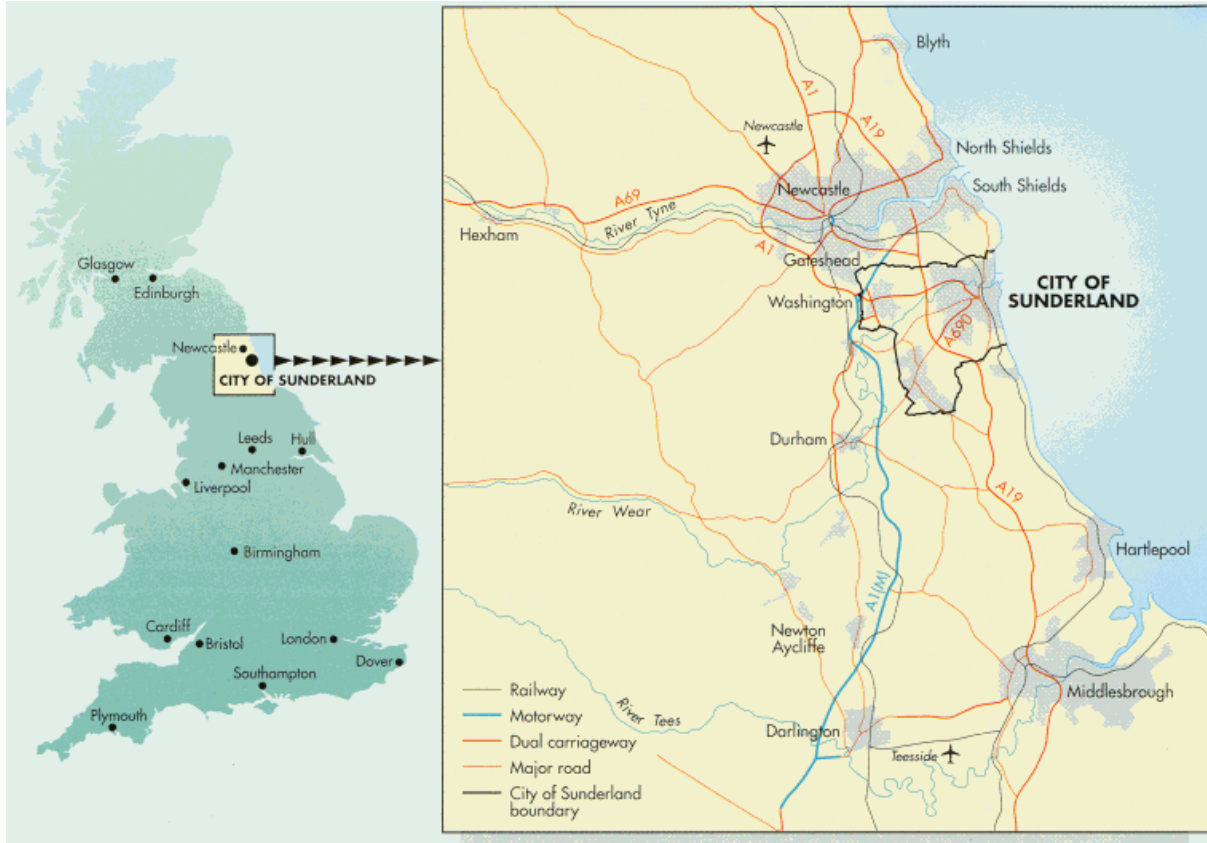 Glasgow
Edinburgh
Newcastle
CITY OF SUNDERLAND
Leeds
Hull
Manchester
Liverpool
Birmingham
Cardiff
Bristol
London
Dover
Southampton
Plymouth
Blyth
A1
A19
Newcastle
North Shields
Newcastle
South Shields
A69
River Tyne
Hexham
A1
Gateshead
Washington
CITY OF
SUNDERLAND
A690
Durham
A19
River Wear
Hartlepool
A1(M)
Newton
Aycliffe
Middlesbrough
River Tees
Darlington
Teesside
Railway
Motorway
Dual carriageway
Major road
City of Sunderland
boundary